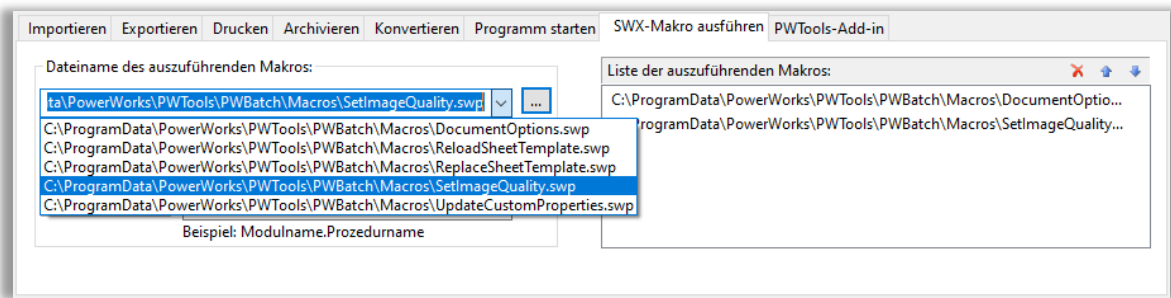 Importieren Exportieren Drucken Archivieren Konvertieren Programm starten SWX-Makro ausführen PWTools-Add-in
Dateiname des auszuführenden Makros:
ta\PowerWorks\PWTools\PWBatch\Macros\SetImageQuality.swp ...
C:\ProgramData\PowerWorks\PWTools\PWBatch\Macros\DocumentOptions.swp
C:\ProgramData\PowerWorks\PWTools\PWBatch\Macros\ReloadSheetTemplate.swp
C:\ProgramData\PowerWorks\PWTools\PWBatch\Macros\ReplaceSheetTemplate.swp
C:\ProgramData\PowerWorks\PWTools\PWBatch\Macros\SetImageQuality.swp
C:\ProgramData\PowerWorks\PWTools\PWBatch\Macros\UpdateCustomProperties.swp
Beispiel: Modulname.Prozedurname
Liste der auszuführenden Makros:
C:\ProgramData\PowerWorks\PWTools\PWBatch\Macros\DocumentOptio...
rogramData\PowerWorks\PWTools\PWBatch\Macros\SetImageQuality...